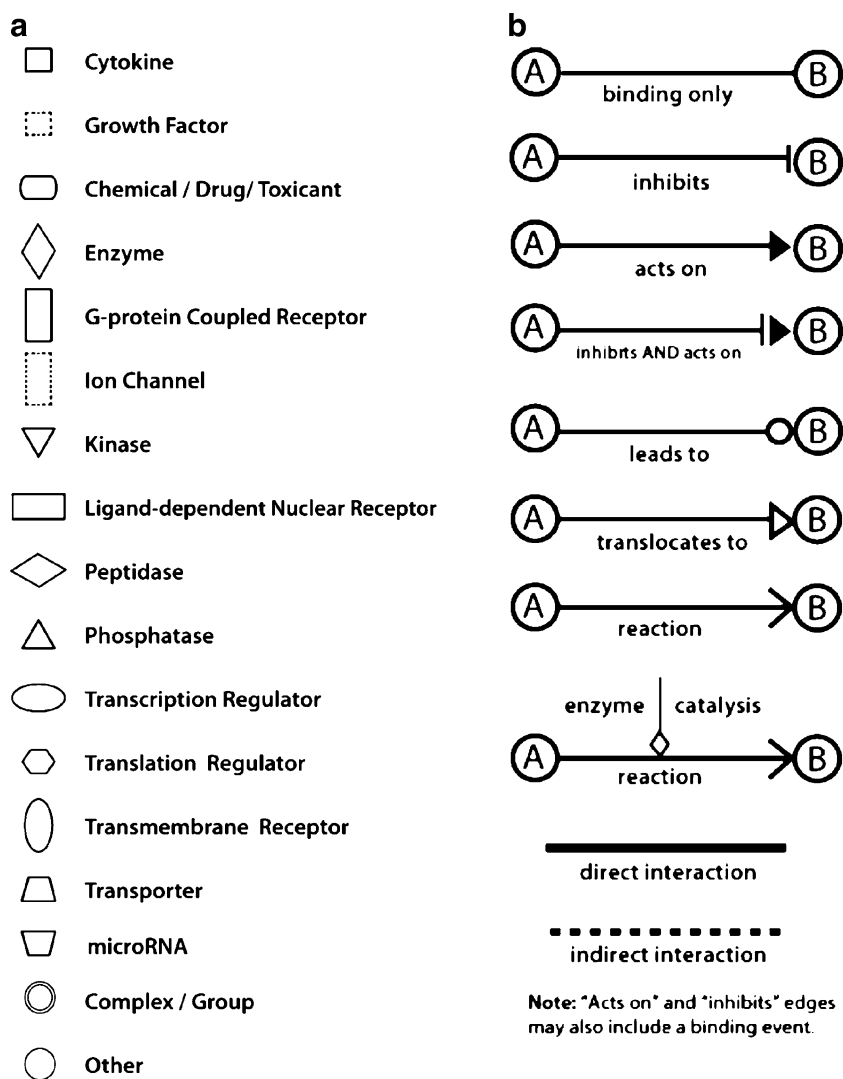 a
Cytokine
Growth Factor
Chemical / Drug/ Toxicant
Enzyme
G-protein Coupled Receptor
Ion Channel
Kinase
Ligand-dependent Nuclear Receptor
Peptidase
Phosphatase
Transcription Regulator
Translation Regulator
Transmembrane Receptor
Transporter
microRNA
Complex / Group
Other
b
A B
binding only
A B
inhibits
A B
acts on
A B
inhibits AND acts on
A B
leads to
A B
translocates to
A B
reaction
enzyme catalysis
A B
reaction
direct interaction
indirect interaction
Note: "Acts on" and "inhibits" edges
may also include a binding event.